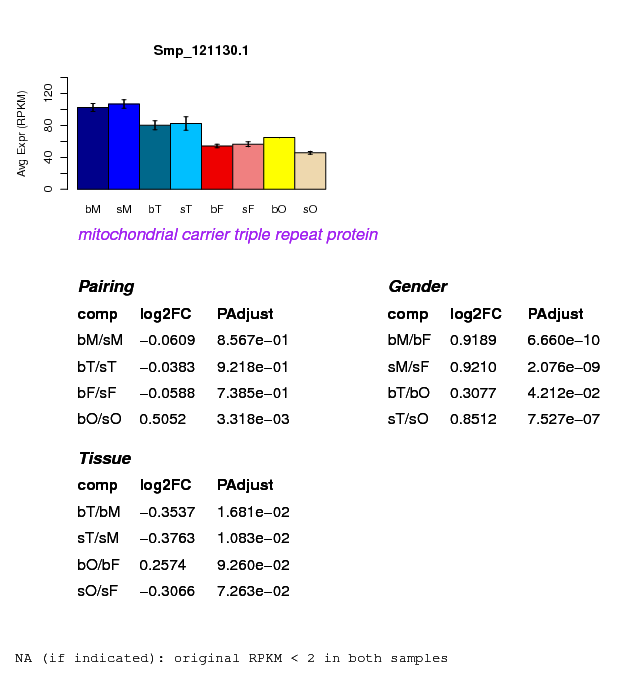 Smp_121130.1
Avg Expr (RPKM)
0 40 80 120
bM sM bT sT bF sF bO sO
mitochondrial carrier triple repeat protein
Pairing
comp log2FC PAdjust
bM/sM −0.0609 8.567e−01
bT/sT −0.0383 9.218e−01
bF/sF −0.0588 7.385e−01
bO/sO 0.5052 3.318e−03
Gender
comp log2FC PAdjust
bM/bF 0.9189 6.660e−10
sM/sF 0.9210 2.076e−09
bT/bO 0.3077 4.212e−02
sT/sO 0.8512 7.527e−07
Tissue
comp log2FC PAdjust
bT/bM −0.3537 1.681e−02
sT/sM −0.3763 1.083e−02
bO/bF 0.2574 9.260e−02
sO/sF −0.3066 7.263e−02
NA (if indicated): original RPKM < 2 in both samples